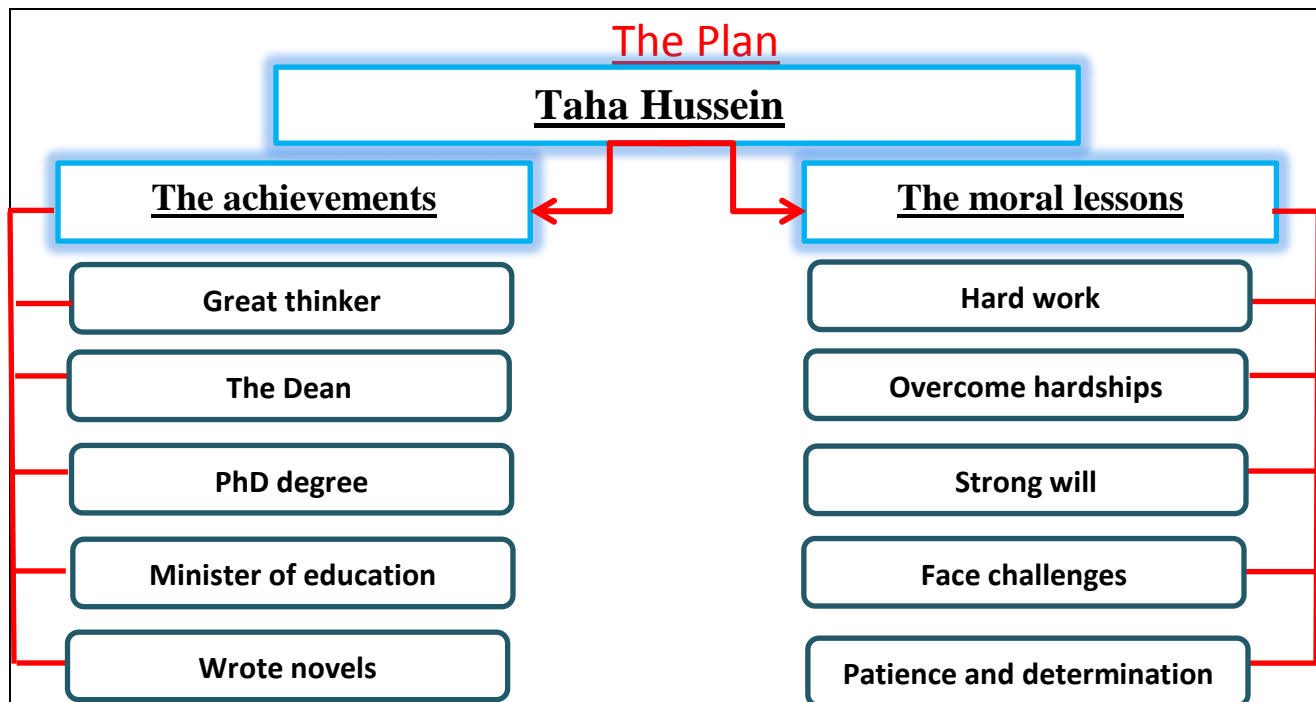 The Plan
Taha Hussein
The achievements
Great thinker
The Dean
PhD degree
Minister of education
Wrote novels
The moral lessons
Hard work
Overcome hardships
Strong will
Face challenges
Patience and determination